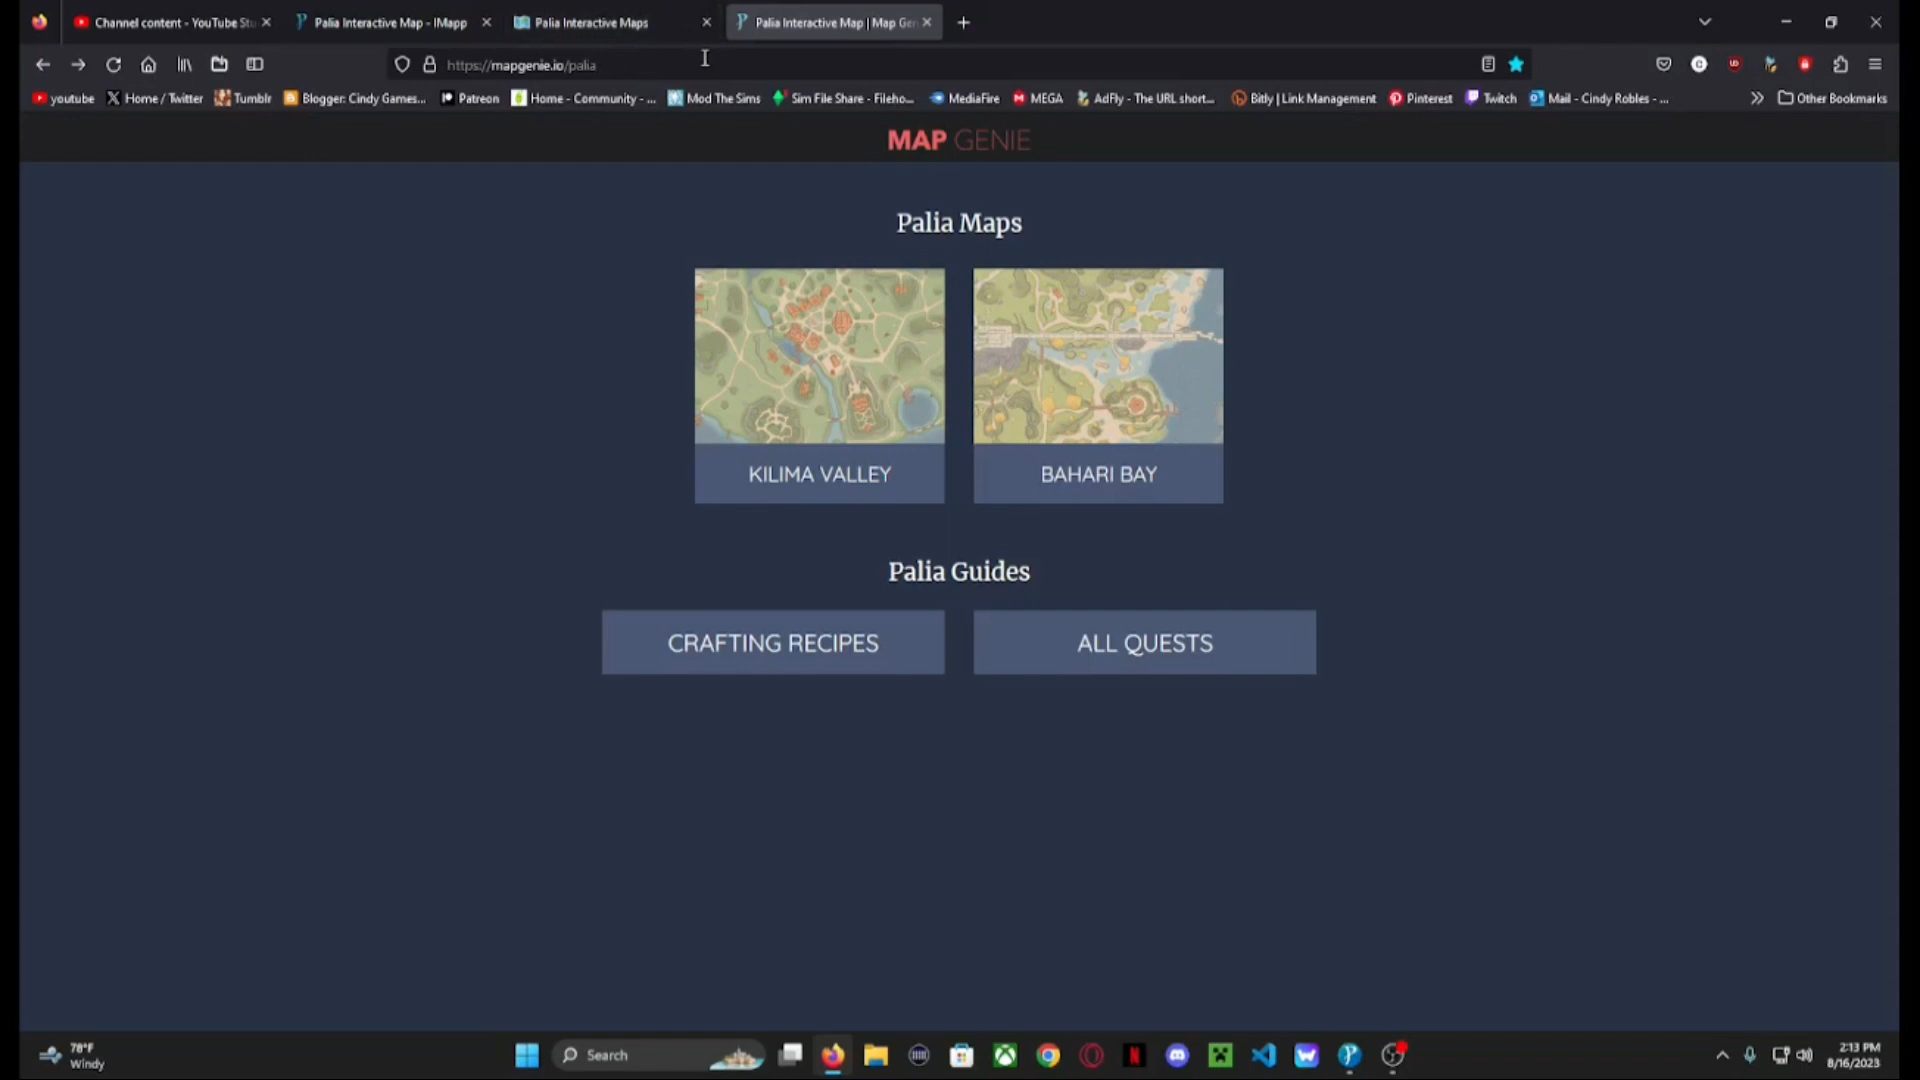 Channel content - YouTube Stu
Palia Interactive Map - IMapp
Palia Interactive Maps
Palia Interactive Map | Map Gen
https://mapgenie.io/palia
youtube
Home / Twitter
Tumblr
Blogger: Cindy Games...
Patreon
Home - Community - ...
Mod The Sims
Sim File Share - Fileho...
MediaFire
MEGA
AdFly - The URL short...
Bitly | Link Management
Pinterest
Twitch
Mail - Cindy Robles - ...
Other Bookmarks
MAP GENIE
Palia Maps
KILIMA VALLEY
BAHARI BAY
Palia Guides
CRAFTING RECIPES
ALL QUESTS
78°F
Windy
Search
2:13 PM
8/16/2023